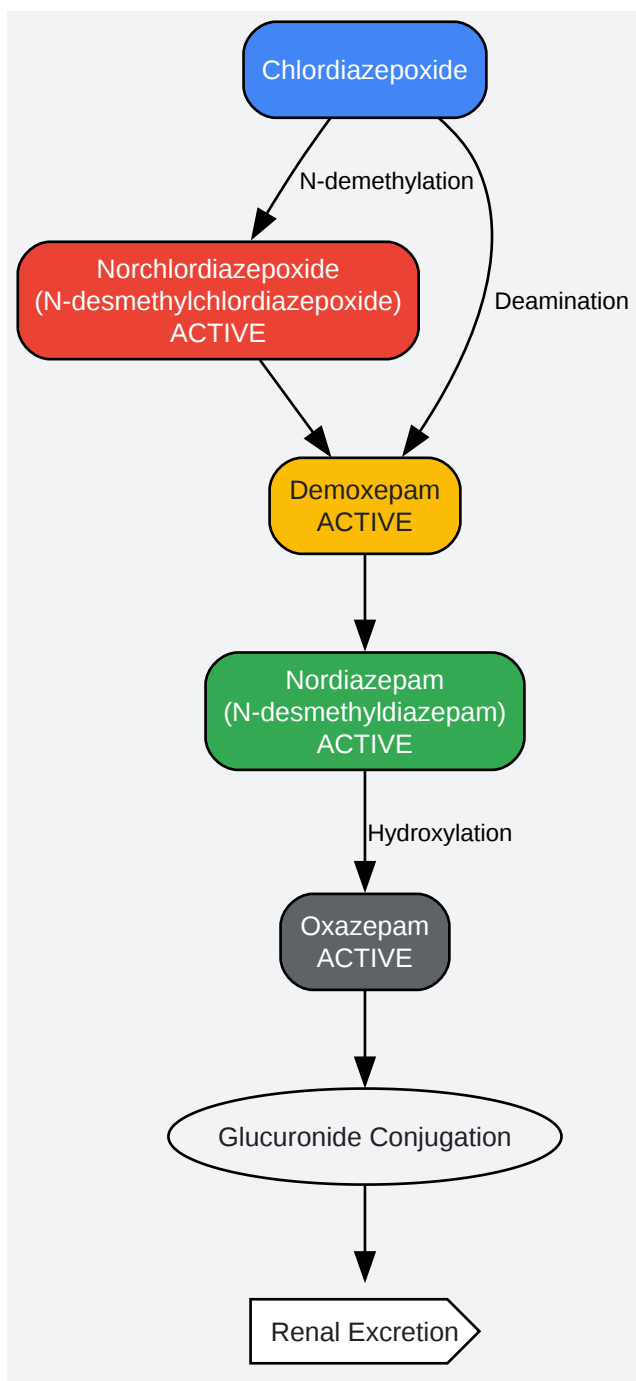 Chlordiazepoxide
N-demethylation
Norchlordiazepoxide
(N-desmethylchlordiazepoxide)
ACTIVE
Deamination
Demoxepam
ACTIVE
Nordiazepam
(N-desmethyldiazepam)
ACTIVE
Hydroxylation
Oxazepam
ACTIVE
Glucuronide Conjugation
Renal Excretion